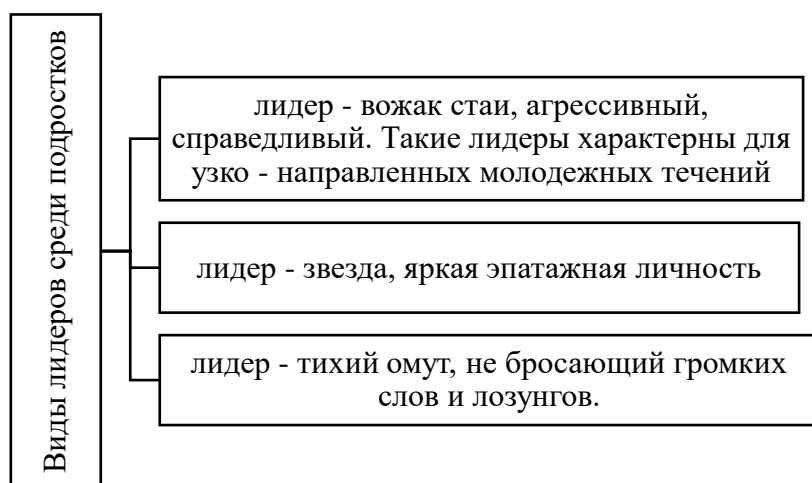 Виды лидеров среди подростков
лидер - вожак стаи, агрессивный,
справедливый. Такие лидеры характерны для
узко - направленных молодежных течений
лидер - звезда, яркая эпатажная личность
лидер - тихий омут, не бросающий громких
слов и лозунгов.